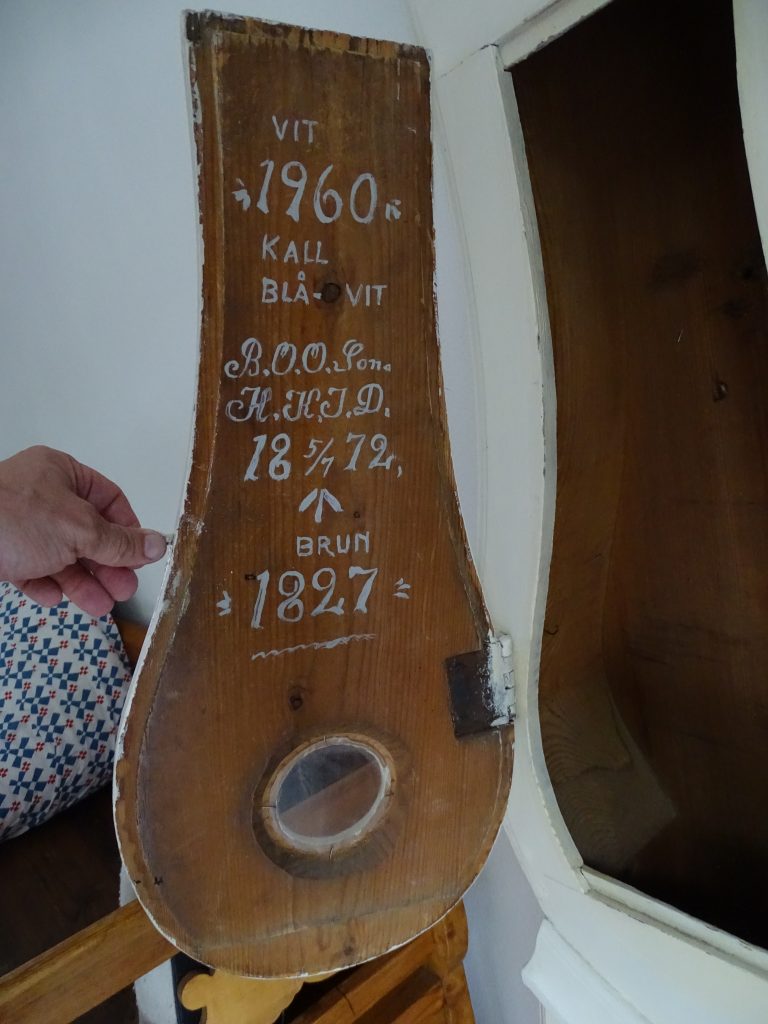 VIT
1960
KALL
BLÅ-VIT
B.O.O.Son.
H.K.I.D.
18 5/7 72,
BRUN
1827